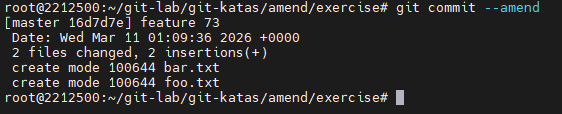 root@2212500:~/git-lab/git-katas/amend/exercise# git commit --amend
[master 16d7d7e] feature 73
 Date: Wed Mar 11 01:09:36 2026 +0000
 2 files changed, 2 insertions(+)
 create mode 100644 bar.txt
 create mode 100644 foo.txt
root@2212500:~/git-lab/git-katas/amend/exercise#